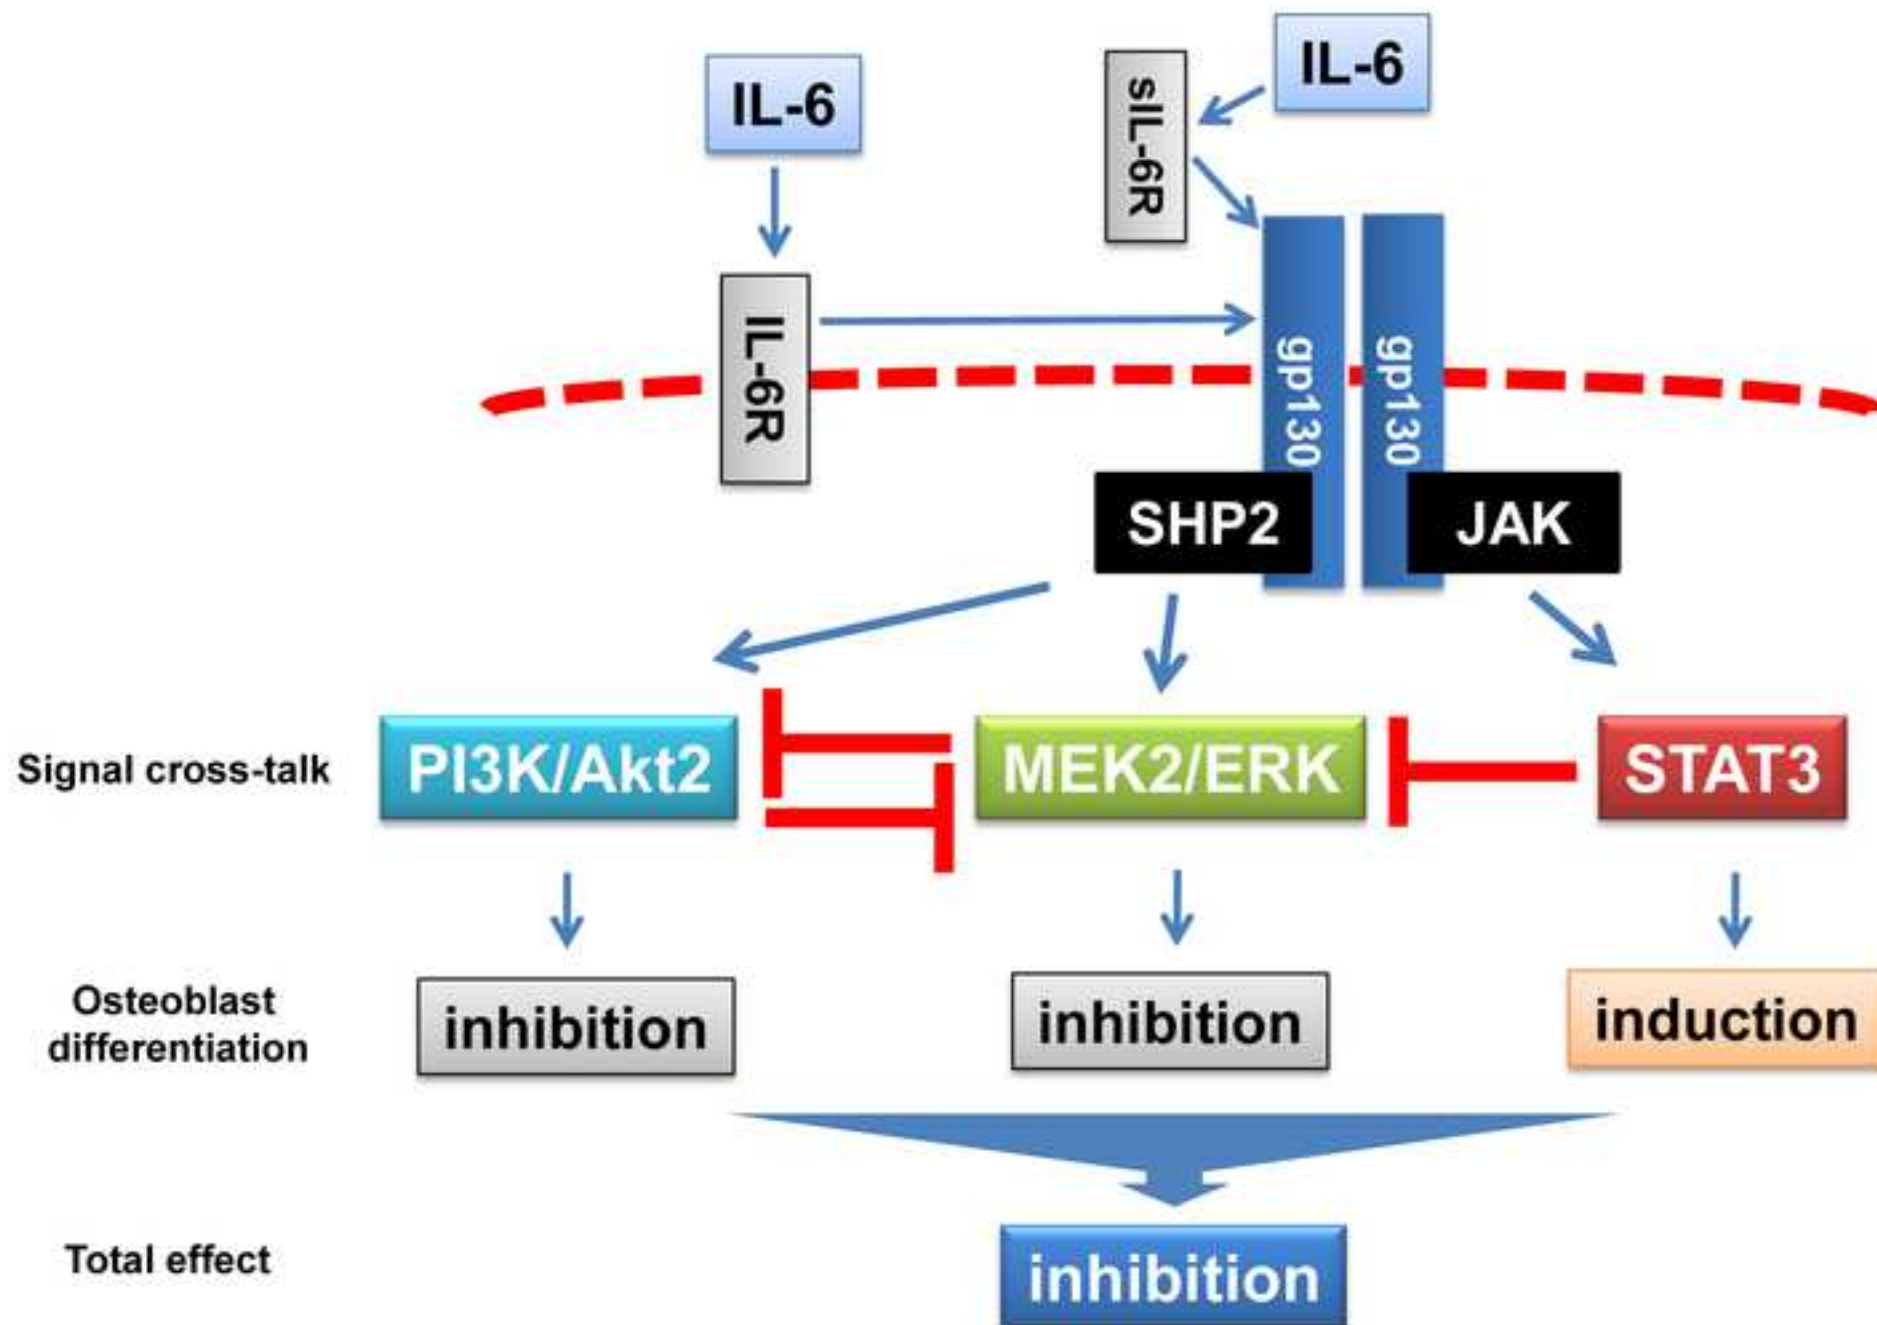 IL-6
IL-6
sIL-6R
IL-6R
gp130
gp130
SHP2
JAK
Signal cross-talk
PI3K/Akt2
MEK2/ERK
STAT3
Osteoblast
differentiation
inhibition
inhibition
induction
Total effect
inhibition